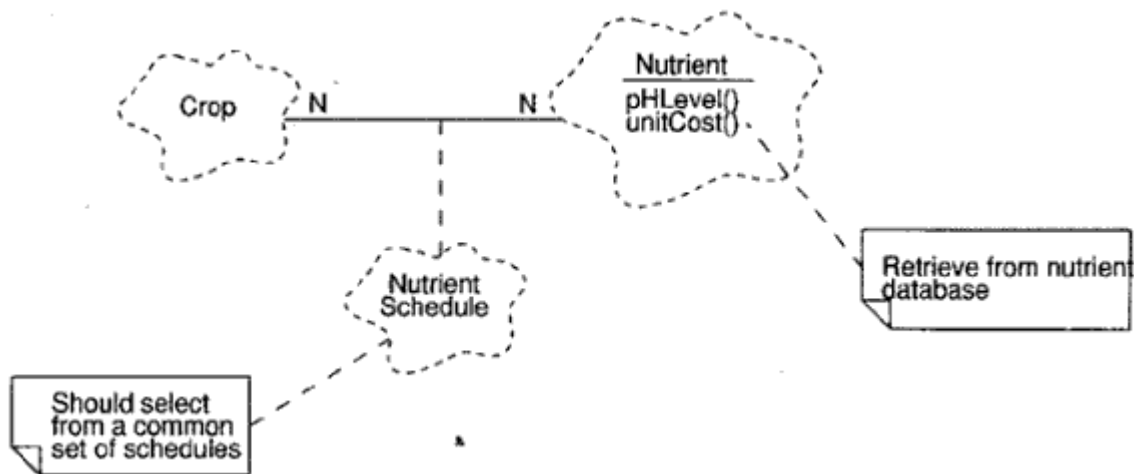 Crop
N
N
Nutrient
pHLevel()
unitCost()
Nutrient
Schedule
Retrieve from nutrient
database
Should select
from a common
set of schedules